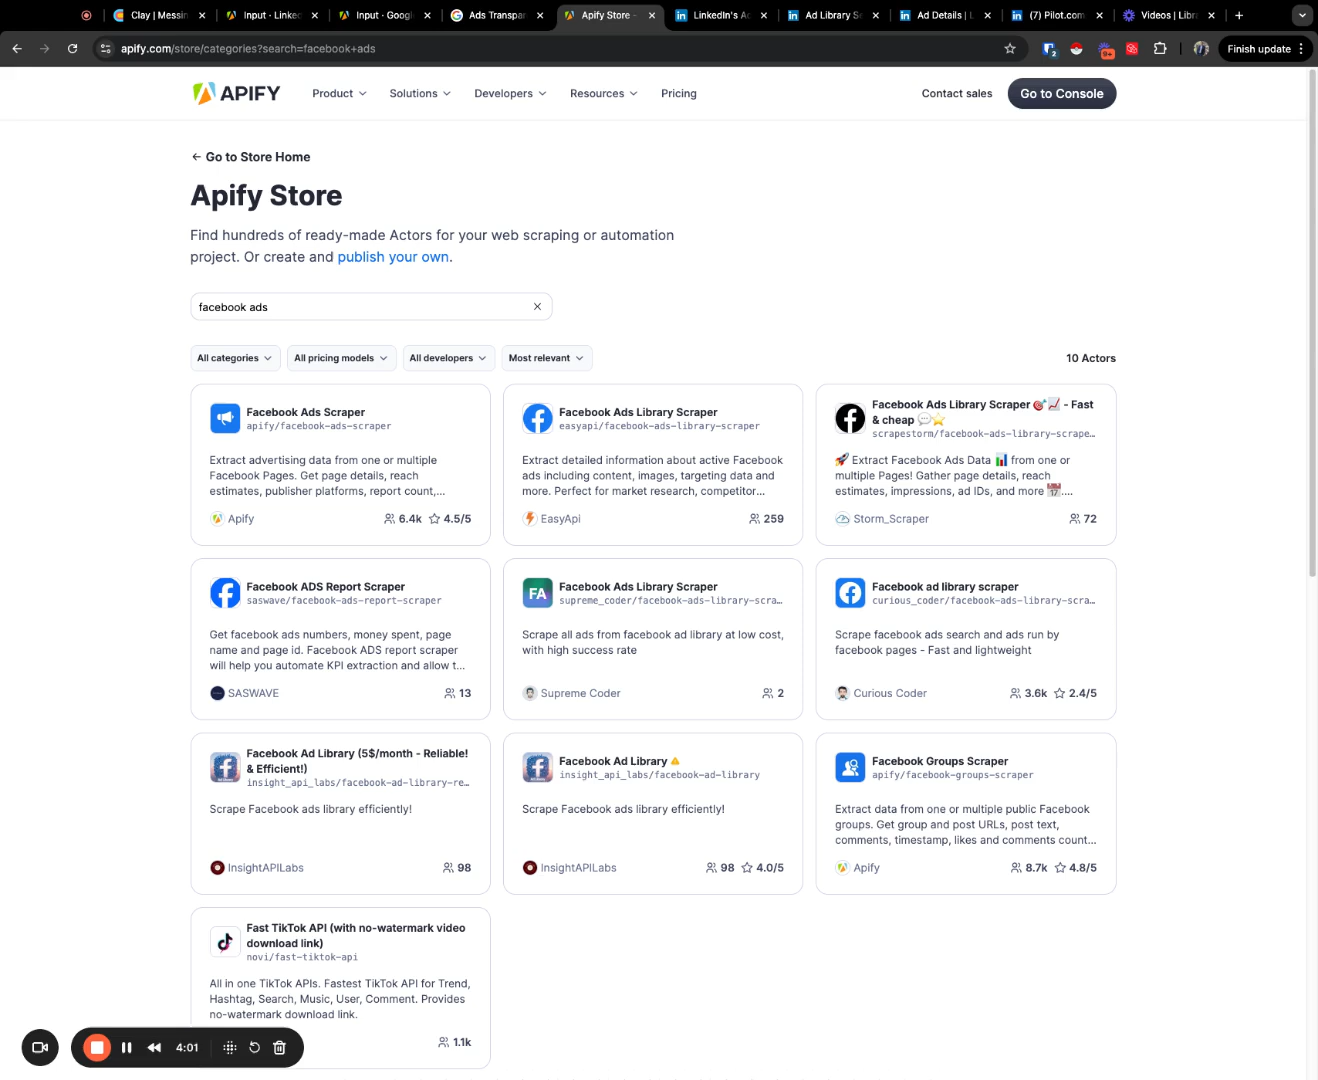 Clay | Messin
Input · Linke
Input · Goog
Ads Transpar
Apify Store -
LinkedIn's A
Ad Library S
Ad Details | L
(7) Pilot.com
Videos | Libr
apify.com/store/categories?search=facebook+ads
2
9+
Finish update
APIFY
Product
Solutions
Developers
Resources
Pricing
Contact sales
Go to Console
← Go to Store Home
Apify Store
Find hundreds of ready-made Actors for your web scraping or automation
project. Or create and publish your own.
facebook ads
All categories
All pricing models
All developers
Most relevant
10 Actors
Facebook Ads Scraper
apify/facebook-ads-scraper
Extract advertising data from one or multiple
Facebook Pages. Get page details, reach
estimates, publisher platforms, report count,...
Apify
6.4k
4.5/5
Facebook Ads Library Scraper
easyapi/facebook-ads-library-scraper
Extract detailed information about active Facebook
ads including content, images, targeting data and
more. Perfect for market research, competitor...
EasyApi
259
Facebook Ads Library Scraper 🎯📈 - Fast
& cheap 💬⭐
scrapestorm/facebook-ads-library-scrape…
🚀 Extract Facebook Ads Data 📊 from one or
multiple Pages! Gather page details, reach
estimates, impressions, ad IDs, and more 📅....
Storm_Scraper
72
Facebook ADS Report Scraper
saswave/facebook-ads-report-scraper
Get facebook ads numbers, money spent, page
name and page id. Facebook ADS report scraper
will help you automate KPI extraction and allow t...
SASWAVE
13
FA
Facebook Ads Library Scraper
supreme_coder/facebook-ads-library-scra…
Scrape all ads from facebook ad library at low cost,
with high success rate
Supreme Coder
2
Facebook ad library scraper
curious_coder/facebook-ads-library-scra…
Scrape facebook ads search and ads run by
facebook pages - Fast and lightweight
Curious Coder
3.6k
2.4/5
Facebook Ad Library (5$/month - Reliable!
& Efficient!)
insight_api_labs/facebook-ad-library-re…
Scrape Facebook ads library efficiently!
InsightAPILabs
98
Facebook Ad Library
insight_api_labs/facebook-ad-library
Scrape Facebook ads library efficiently!
InsightAPILabs
98
4.0/5
Facebook Groups Scraper
apify/facebook-groups-scraper
Extract data from one or multiple public Facebook
groups. Get group and post URLs, post text,
comments, timestamp, likes and comments count...
Apify
8.7k
4.8/5
Fast TikTok API (with no-watermark video
download link)
novi/fast-tiktok-api
All in one TikTok APIs. Fastest TikTok API for Trend,
Hashtag, Search, Music, User, Comment. Provides
no-watermark download link.
1.1k
4:01